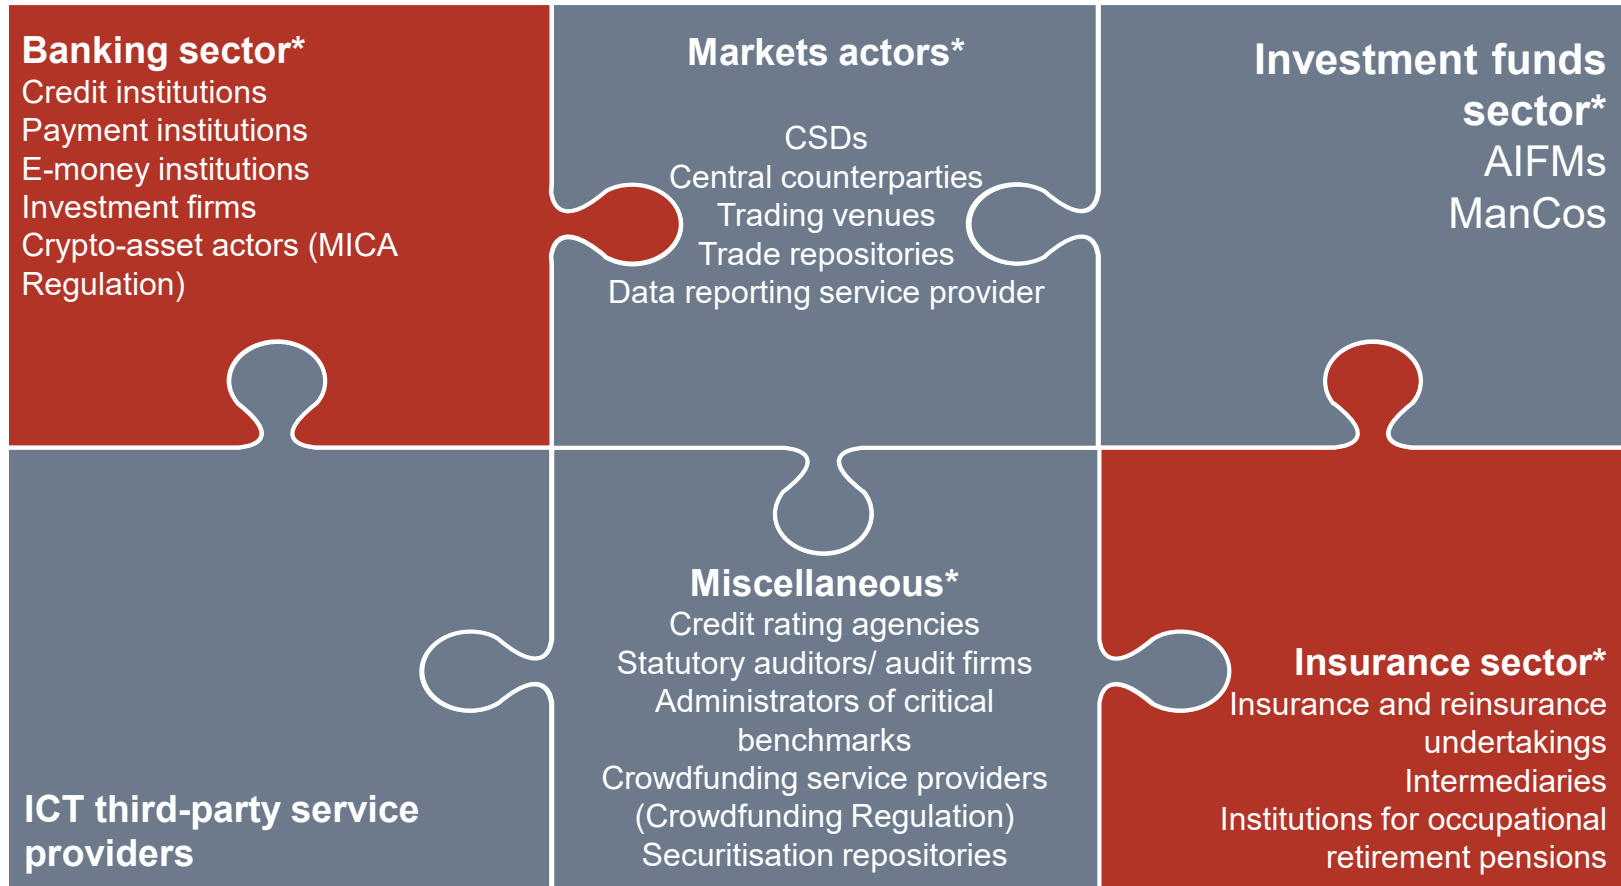 Banking sector*
Credit institutions
Payment institutions
E-money institutions
Investment firms
Crypto-asset actors (MICA
Regulation)
Markets actors*
CSDs
Central counterparties
Trading venues
Trade repositories
Data reporting service provider
Investment funds
sector*
AIFMs
ManCos
ICT third-party service
providers
Miscellaneous*
Credit rating agencies
Statutory auditors/ audit firms
Administrators of critical
benchmarks
Crowdfunding service providers
(Crowdfunding Regulation)
Securitisation repositories
Insurance sector*
Insurance and reinsurance
undertakings
Intermediaries
Institutions for occupational
retirement pensions